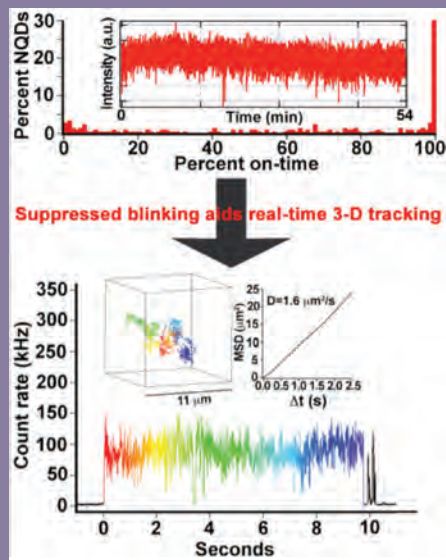 Percent NQDs
30
20
10
0
Intensity (a.u.)
0
Time (min)
54
0 20 40 60 80 100
Percent on-time
Suppressed blinking aids real-time 3-D tracking
Count rate (kHz)
350
300
250
200
150
100
50
0
11 μm
MSD (μm²)
25
20
15
10
5
0
D=1.6 μm²/s
0.0 0.5 1.0 1.5 2.0 2.5
Δt (s)
0 2 4 6 8 10
Seconds